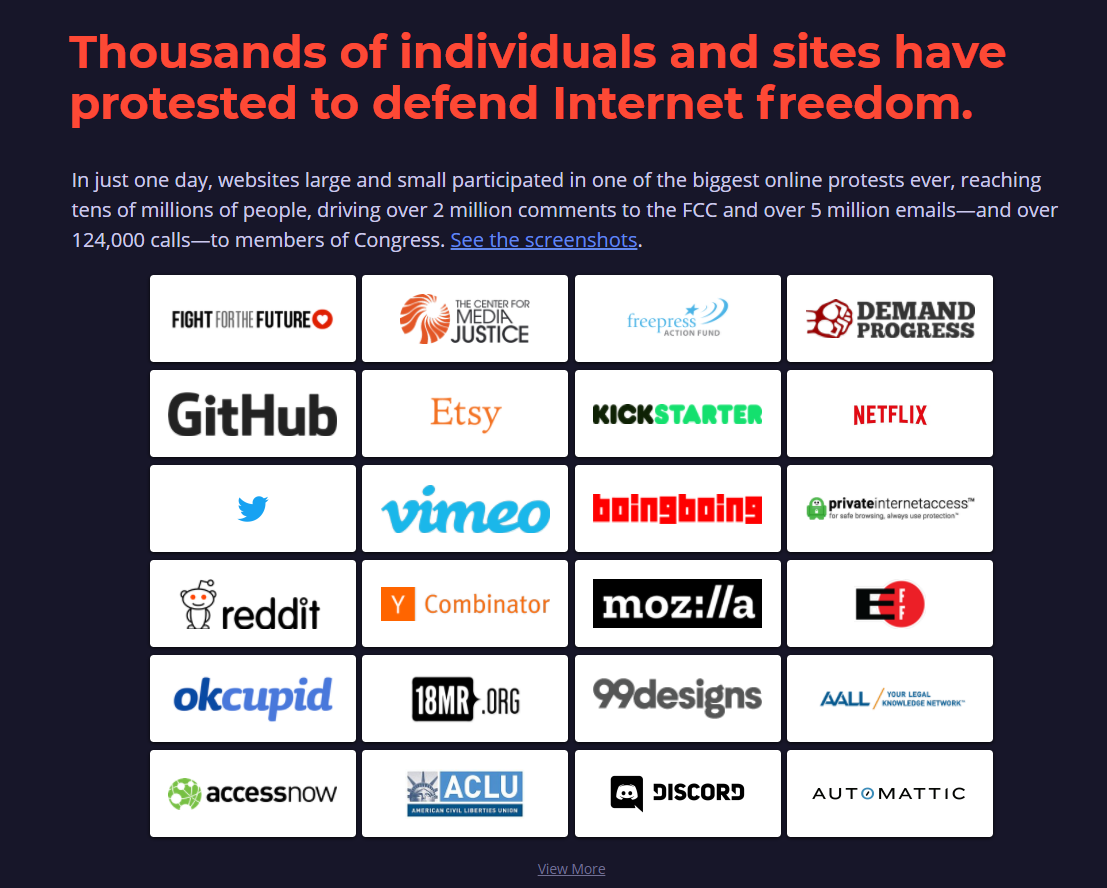 Thousands of individuals and sites have
protested to defend Internet freedom.
In just one day, websites large and small participated in one of the biggest online protests ever, reaching
tens of millions of people, driving over 2 million comments to the FCC and over 5 million emails—and over
124,000 calls—to members of Congress. See the screenshots.
FIGHT FOR THE FUTURE
THE CENTER FOR
MEDIA
JUSTICE
freepress
ACTION FUND
DEMAND
PROGRESS
GitHub
Etsy
KICKSTARTER
NETFLIX
vimeo
boingboing
privateinternetaccess™
for safe browsing, always use protection™
reddit
Y Combinator
moz://a
EFF
okcupid
18MR.ORG
99designs
AALL / YOUR LEGAL
KNOWLEDGE NETWORK™
accessnow
ACLU
AMERICAN CIVIL LIBERTIES UNION
DISCORD
AUTOMATTIC
View More